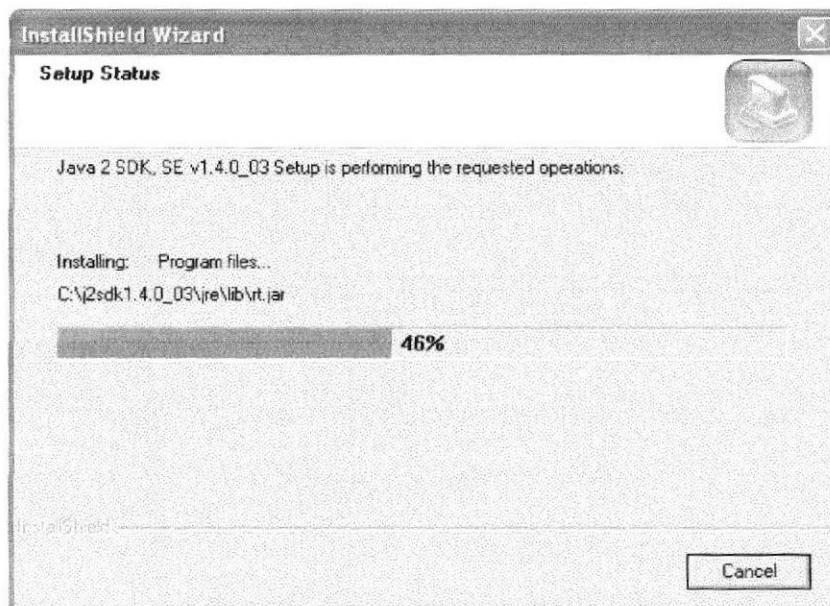 InstallShield Wizard
Setup Status
Java 2 SDK, SE v1.4.0_03 Setup is performing the requested operations.
Installing: Program files...
C:\j2sdk1.4.0_03\jre\lib\rt.jar
46%
InstallShield
Cancel